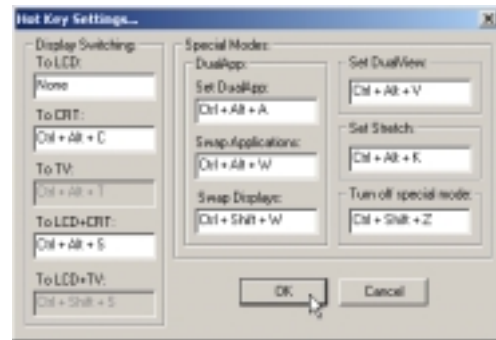 Hot Key Settings...
Display Switching:
To LCD:
None
To CRT:
Ctrl + Alt + C
To TV:
Ctrl + Alt + T
To LCD+CRT:
Ctrl + Alt + S
To LCD+TV:
Ctrl + Shift + S
Special Modes:
DualApp:
Set DualApp:
Ctrl + Alt + A
Swap Applications:
Ctrl + Alt + W
Swap Displays:
Ctrl + Shift + W
Set DualView:
Ctrl + Alt + V
Set Stretch:
Ctrl + Alt + K
Turn off special mode:
Ctrl + Shift + Z
OK
Cancel